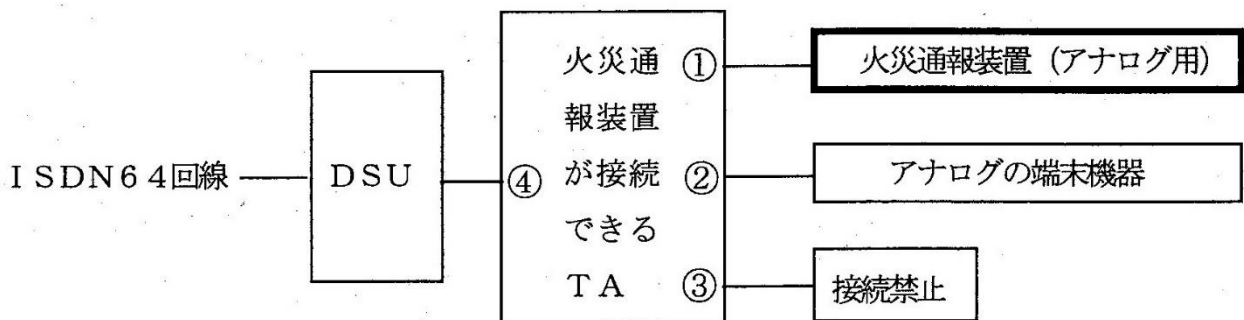 ISDN64回線
DSU
④
火災通
報装置
が接続
できる
TA
①
②
③
火災通報装置(アナログ用)
アナログの端末機器
接続禁止